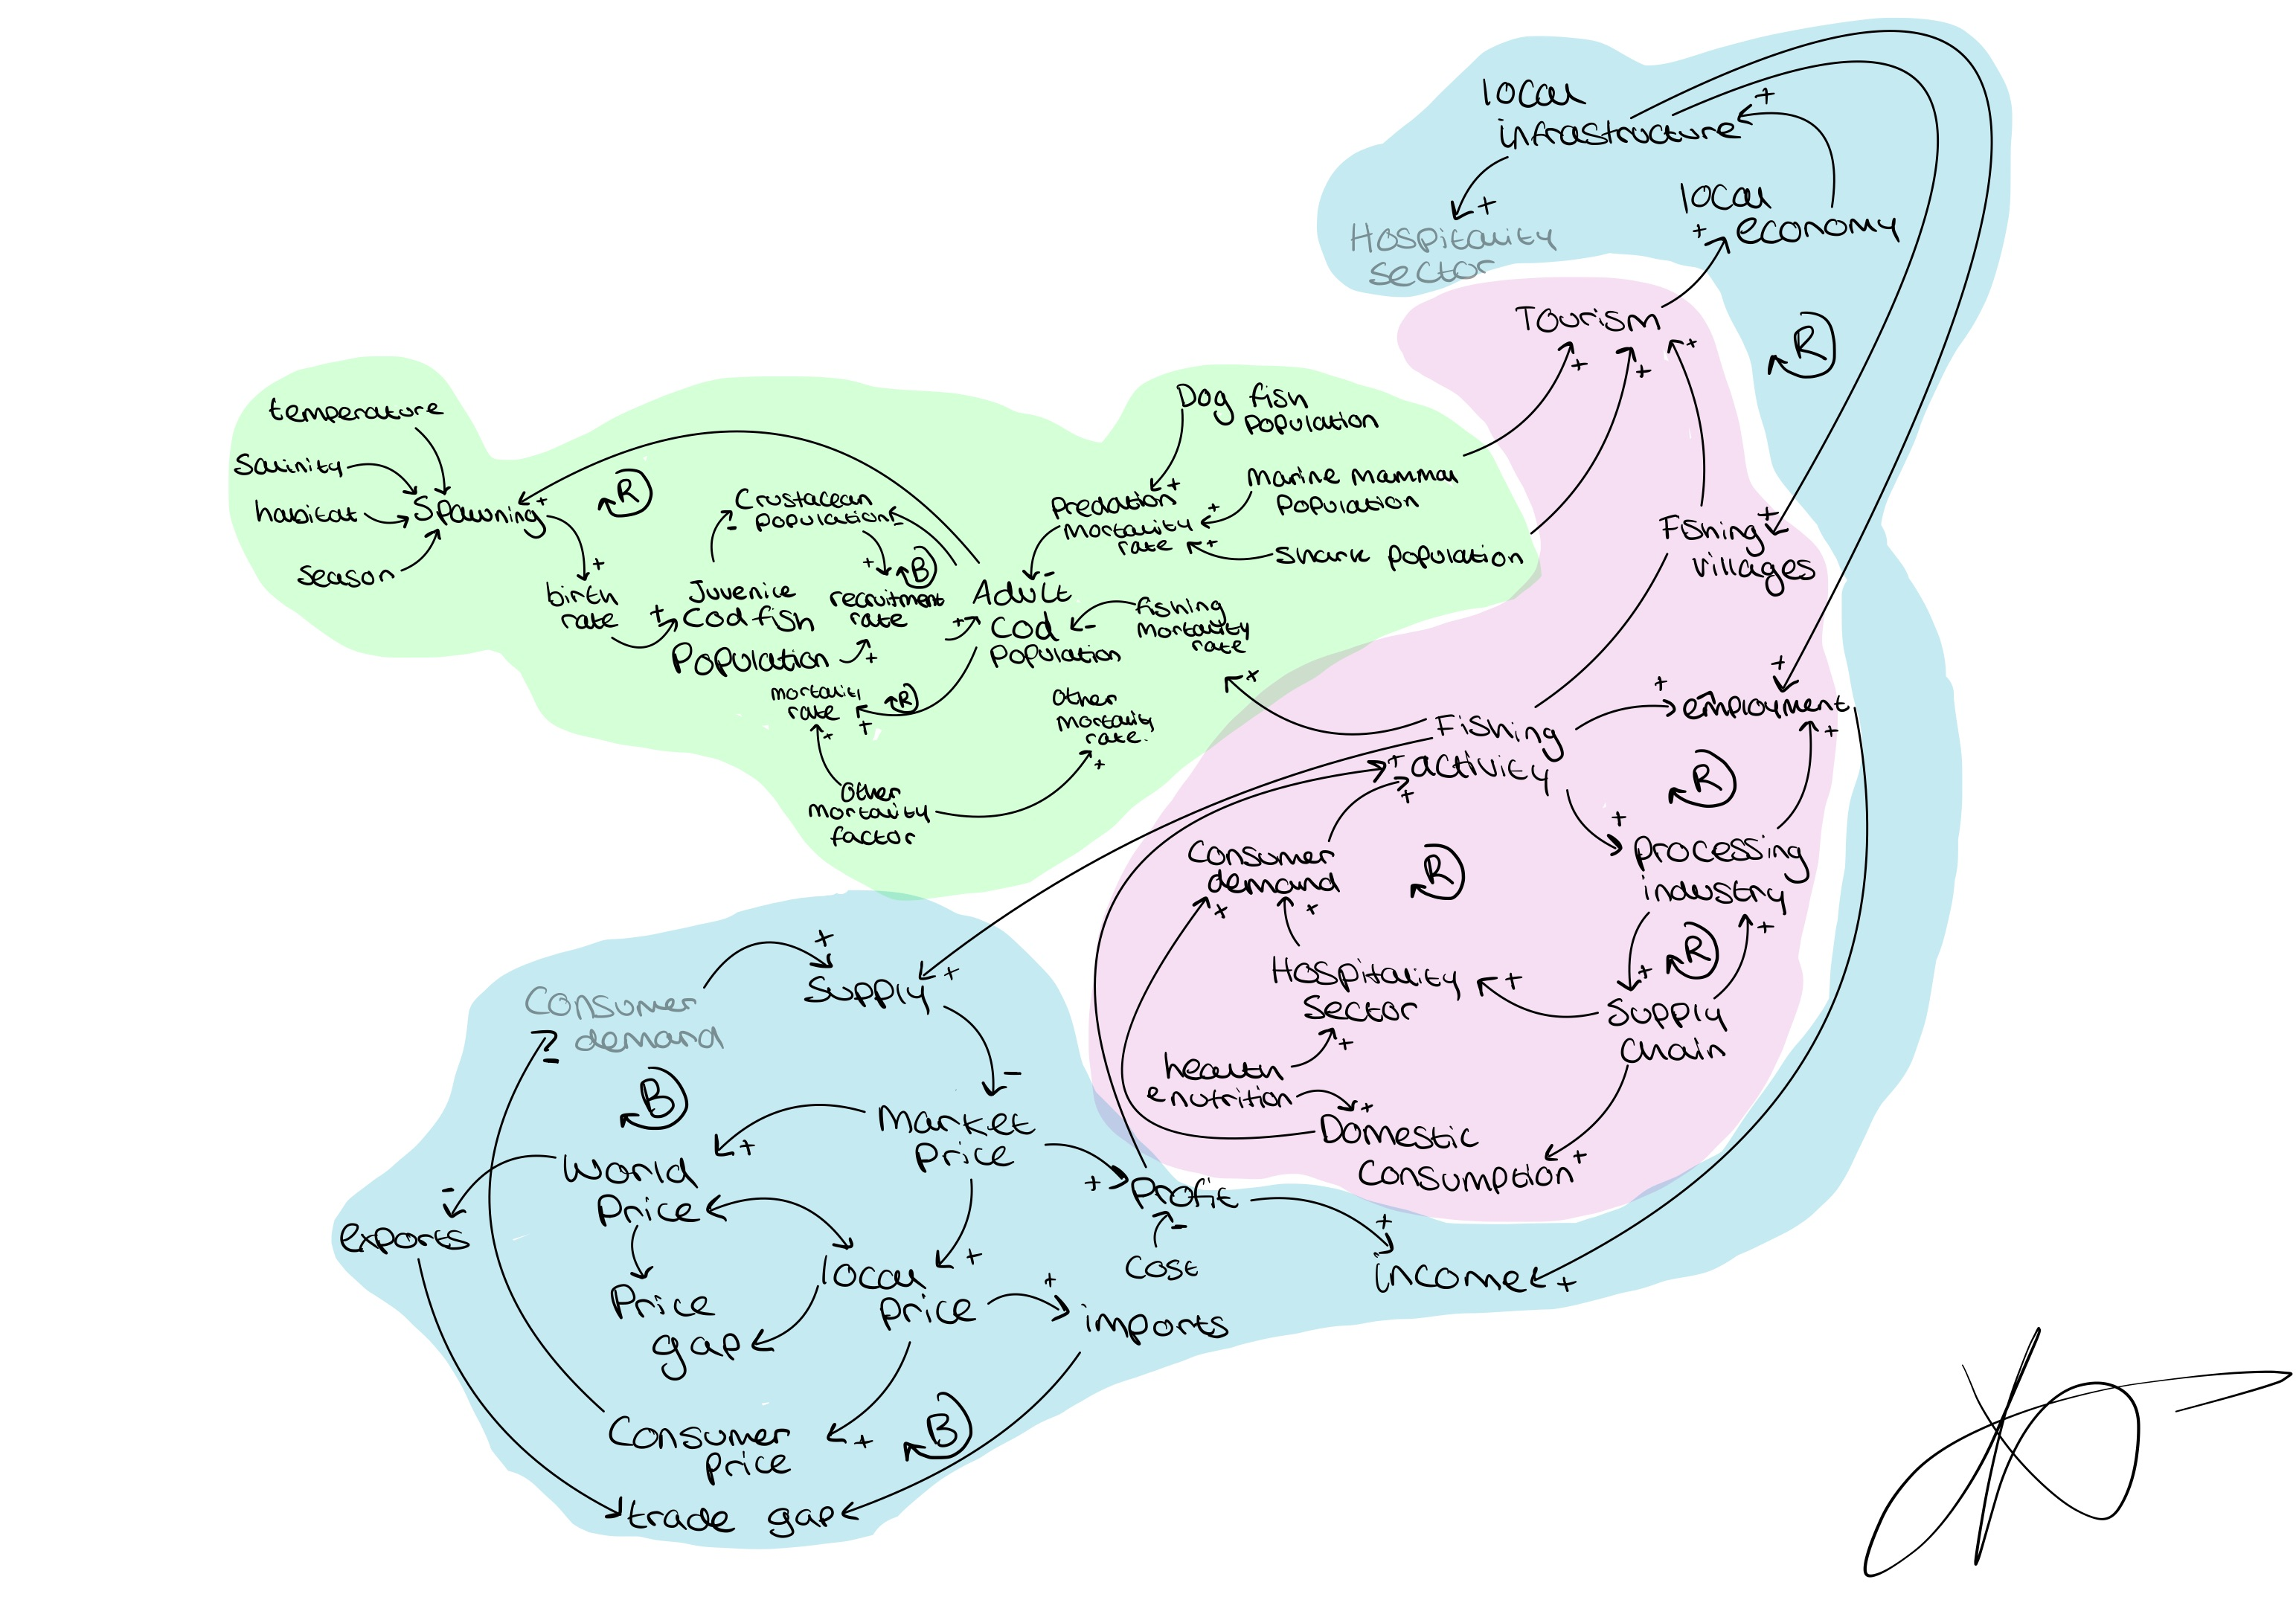 local
infrastructure
+
+
Hospitality
sector
local
+ economy
Tourism
+
+
+
R
temperature
Salinity
habitat
season
Spawning
+
R
+
birth
rate
+
Juvenile
Codfish
Population
Crustacean
population
-
-
+
B
recruitment
rate
+
+
Adult
Cod
Population
-
-
Dog fish
population
Predation
mortality
rate
+
+
+
marine mammal
Population
shark population
fishing
mortality
rate
mortality
rate
R
+
+
Other
mortality
rate.
+
Other
mortality
factor
Fishing
villages
+
+
employment
+
+
+
Fishing
activity
+
+
+
R
processing
industry
+
+
R
Supply
chain
+
Consumer
demand
+
+
R
Hospitality
sector
+
+
health
& nutrition
+
Domestic
Consumption
+
Consumer
demand
-
+
Supply
+
-
B
Market
Price
+
World
Price
-
exports
Price
gap
local
Price
+
+
imports
+
Profit
-
Cost
+
income
+
Consumer
price
+
B
trade gap